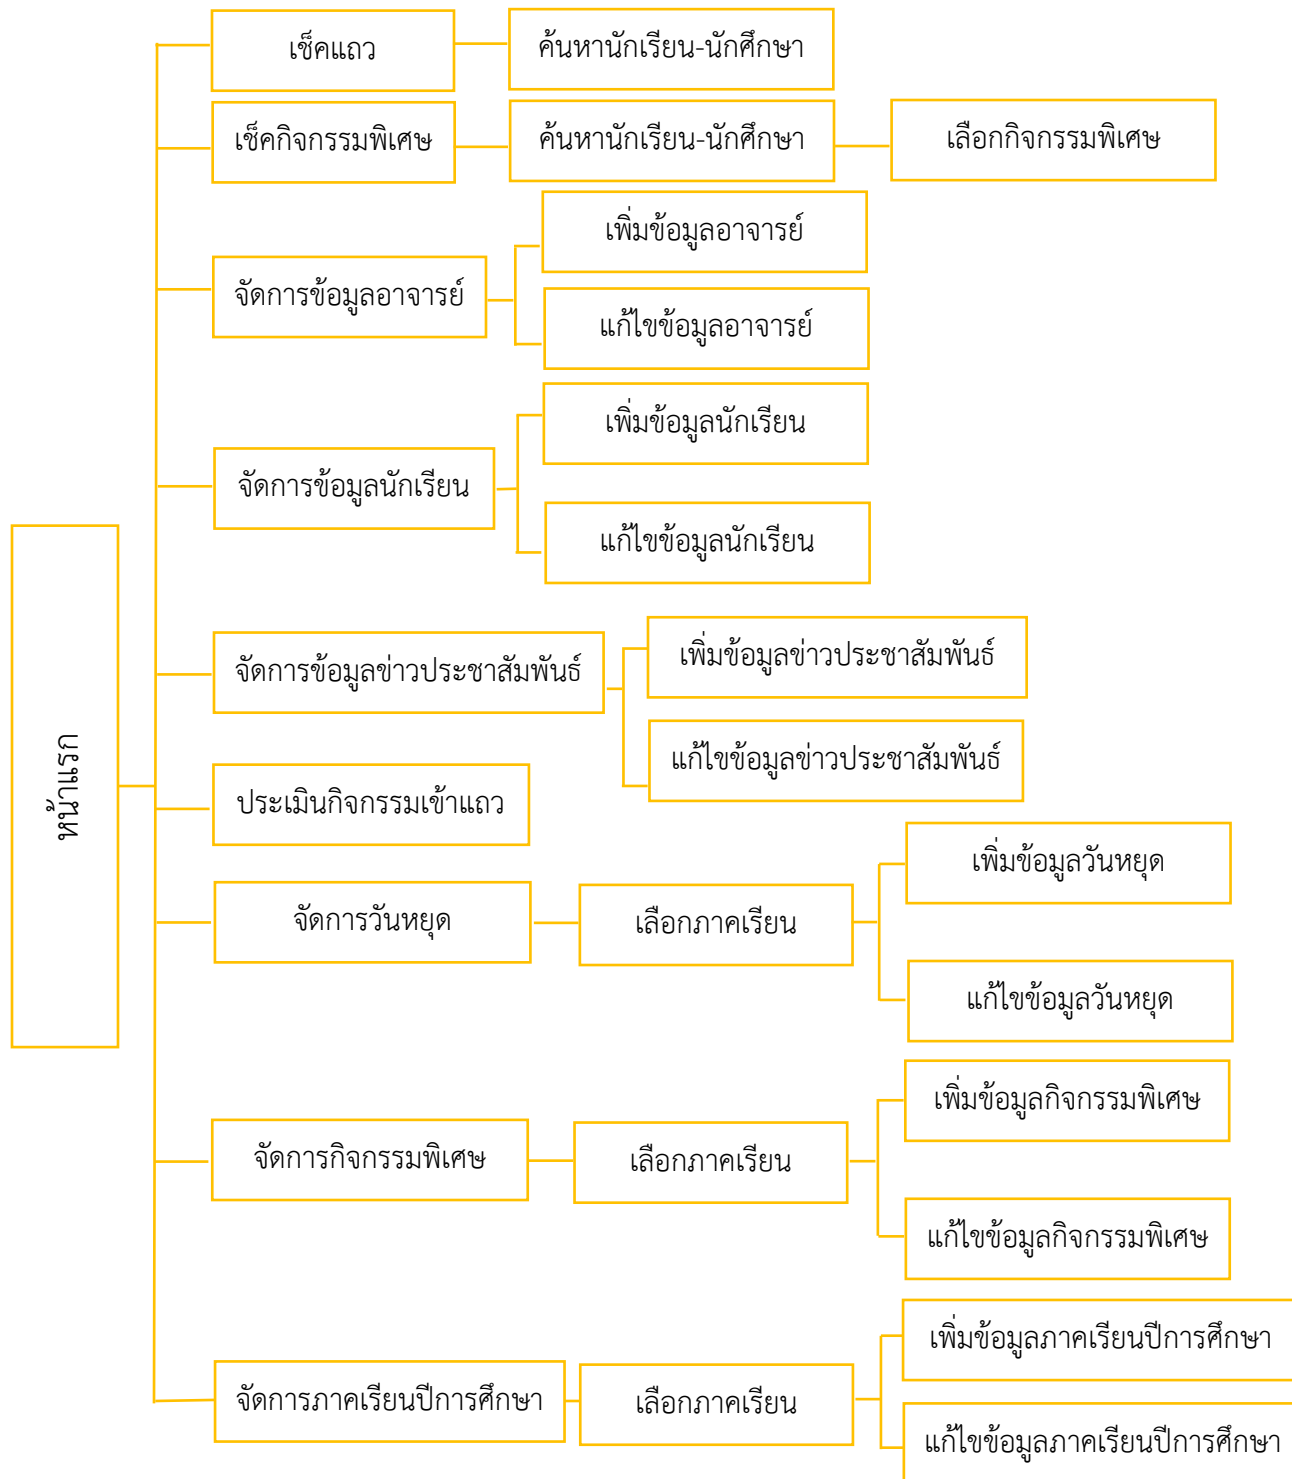 เช็คแถว
ค้นหานักเรียน-นักศึกษา
เช็คกิจกรรมพิเศษ
ค้นหานักเรียน-นักศึกษา
เลือกกิจกรรมพิเศษ
จัดการข้อมูลอาจารย์
เพิ่มข้อมูลอาจารย์
แก้ไขข้อมูลอาจารย์
จัดการข้อมูลนักเรียน
เพิ่มข้อมูลนักเรียน
แก้ไขข้อมูลนักเรียน
หน้าแรก
จัดการข้อมูลข่าวประชาสัมพันธ์
เพิ่มข้อมูลข่าวประชาสัมพันธ์
แก้ไขข้อมูลข่าวประชาสัมพันธ์
ประเมินกิจกรรมเข้าแถว
จัดการวันหยุด
เลือกภาคเรียน
เพิ่มข้อมูลวันหยุด
แก้ไขข้อมูลวันหยุด
จัดการกิจกรรมพิเศษ
เลือกภาคเรียน
เพิ่มข้อมูลกิจกรรมพิเศษ
แก้ไขข้อมูลกิจกรรมพิเศษ
จัดการภาคเรียนปีการศึกษา
เลือกภาคเรียน
เพิ่มข้อมูลภาคเรียนปีการศึกษา
แก้ไขข้อมูลภาคเรียนปีการศึกษา